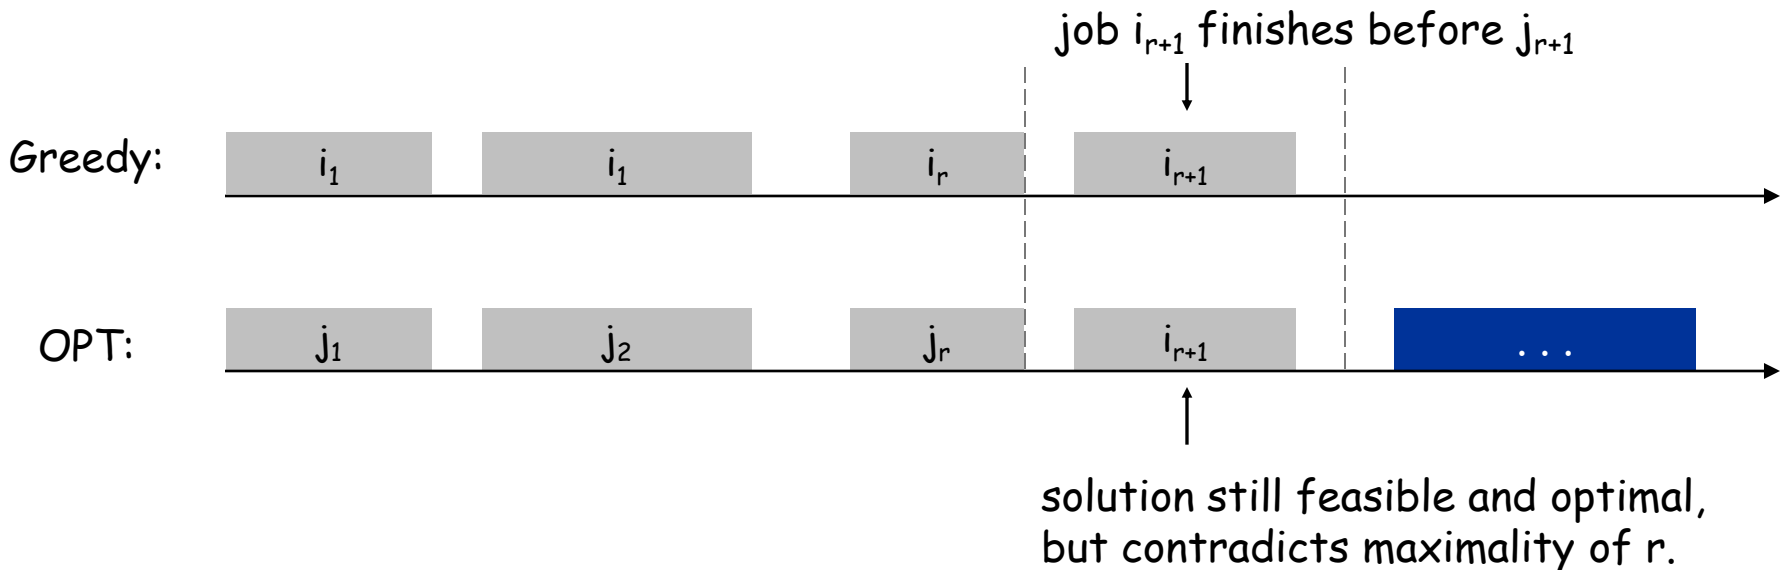 job i_{r+1} finishes before j_{r+1}
Greedy: i_1 i_1 i_r i_{r+1}
OPT: j_1 j_2 j_r i_{r+1} . . .
solution still feasible and optimal,
but contradicts maximality of r.